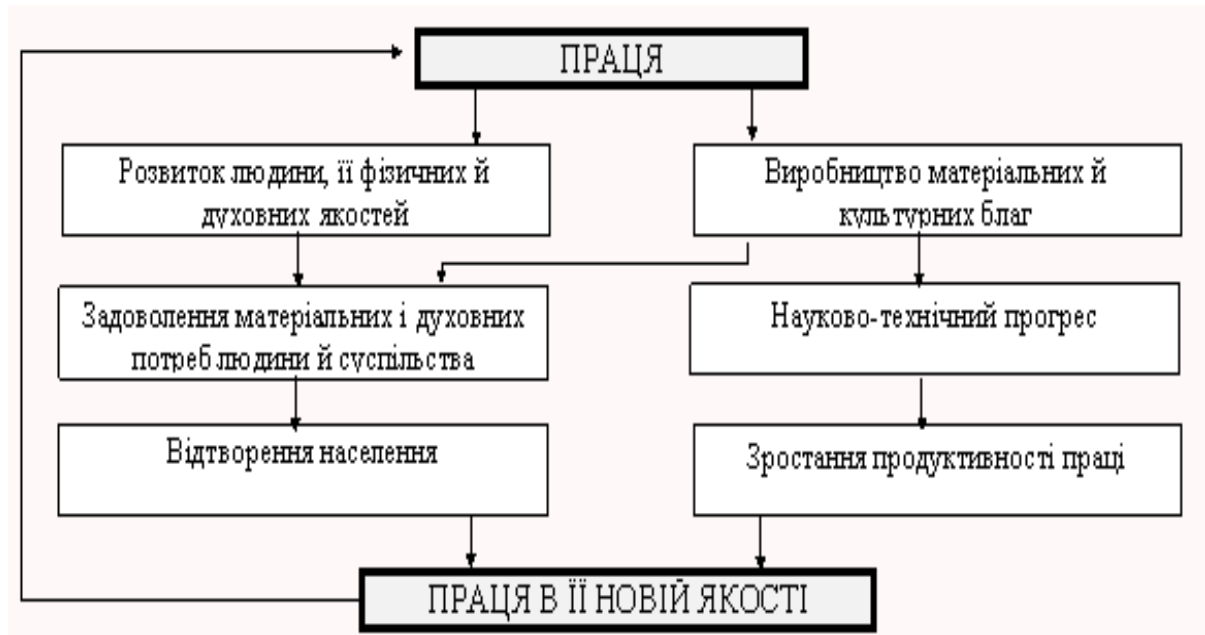 ПРАЦЯ
Розвиток людини, її фізичних й
духовних якостей
Виробництво матеріальних й
культурних благ
Задоволення матеріальних і духовних
потреб людини й суспільства
Науково-технічний прогрес
Відтворення населення
Зростання продуктивності праці
ПРАЦЯ В ЇЇ НОВІЙ ЯКОСТІ